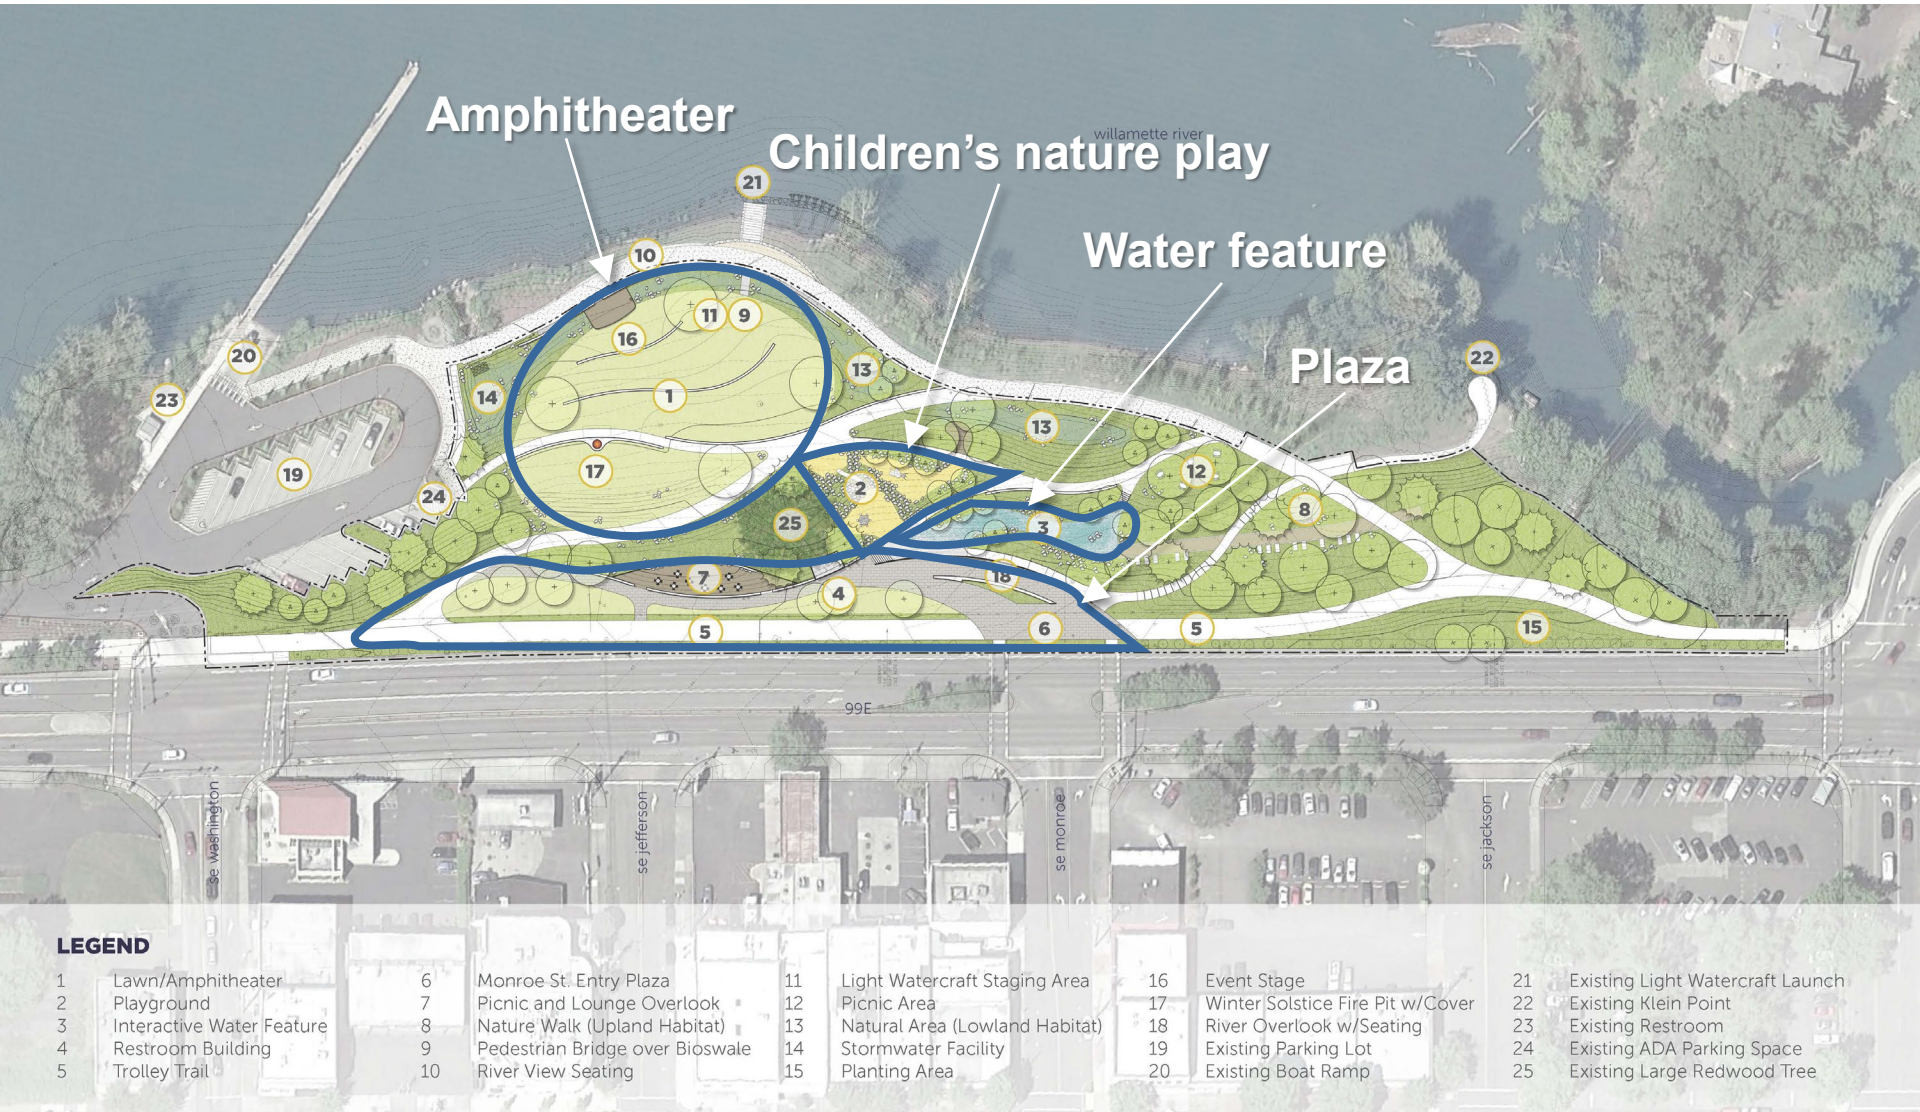 Amphitheater
willamette river
Children's nature play
21
Water feature
10
Plaza
11
9
16
20
22
13
1
14
23
13
12
19
17
2
24
8
25
3
7
18
4
5
6
5
15
99E
se washington
se jefferson
se monroe
se jackson
LEGEND
1 Lawn/Amphitheater
2 Playground
3 Interactive Water Feature
4 Restroom Building
5 Trolley Trail
6 Monroe St. Entry Plaza
7 Picnic and Lounge Overlook
8 Nature Walk (Upland Habitat)
9 Pedestrian Bridge over Bioswale
10 River View Seating
11 Light Watercraft Staging Area
12 Picnic Area
13 Natural Area (Lowland Habitat)
14 Stormwater Facility
15 Planting Area
16 Event Stage
17 Winter Solstice Fire Pit w/Cover
18 River Overlook w/Seating
19 Existing Parking Lot
20 Existing Boat Ramp
21 Existing Light Watercraft Launch
22 Existing Klein Point
23 Existing Restroom
24 Existing ADA Parking Space
25 Existing Large Redwood Tree